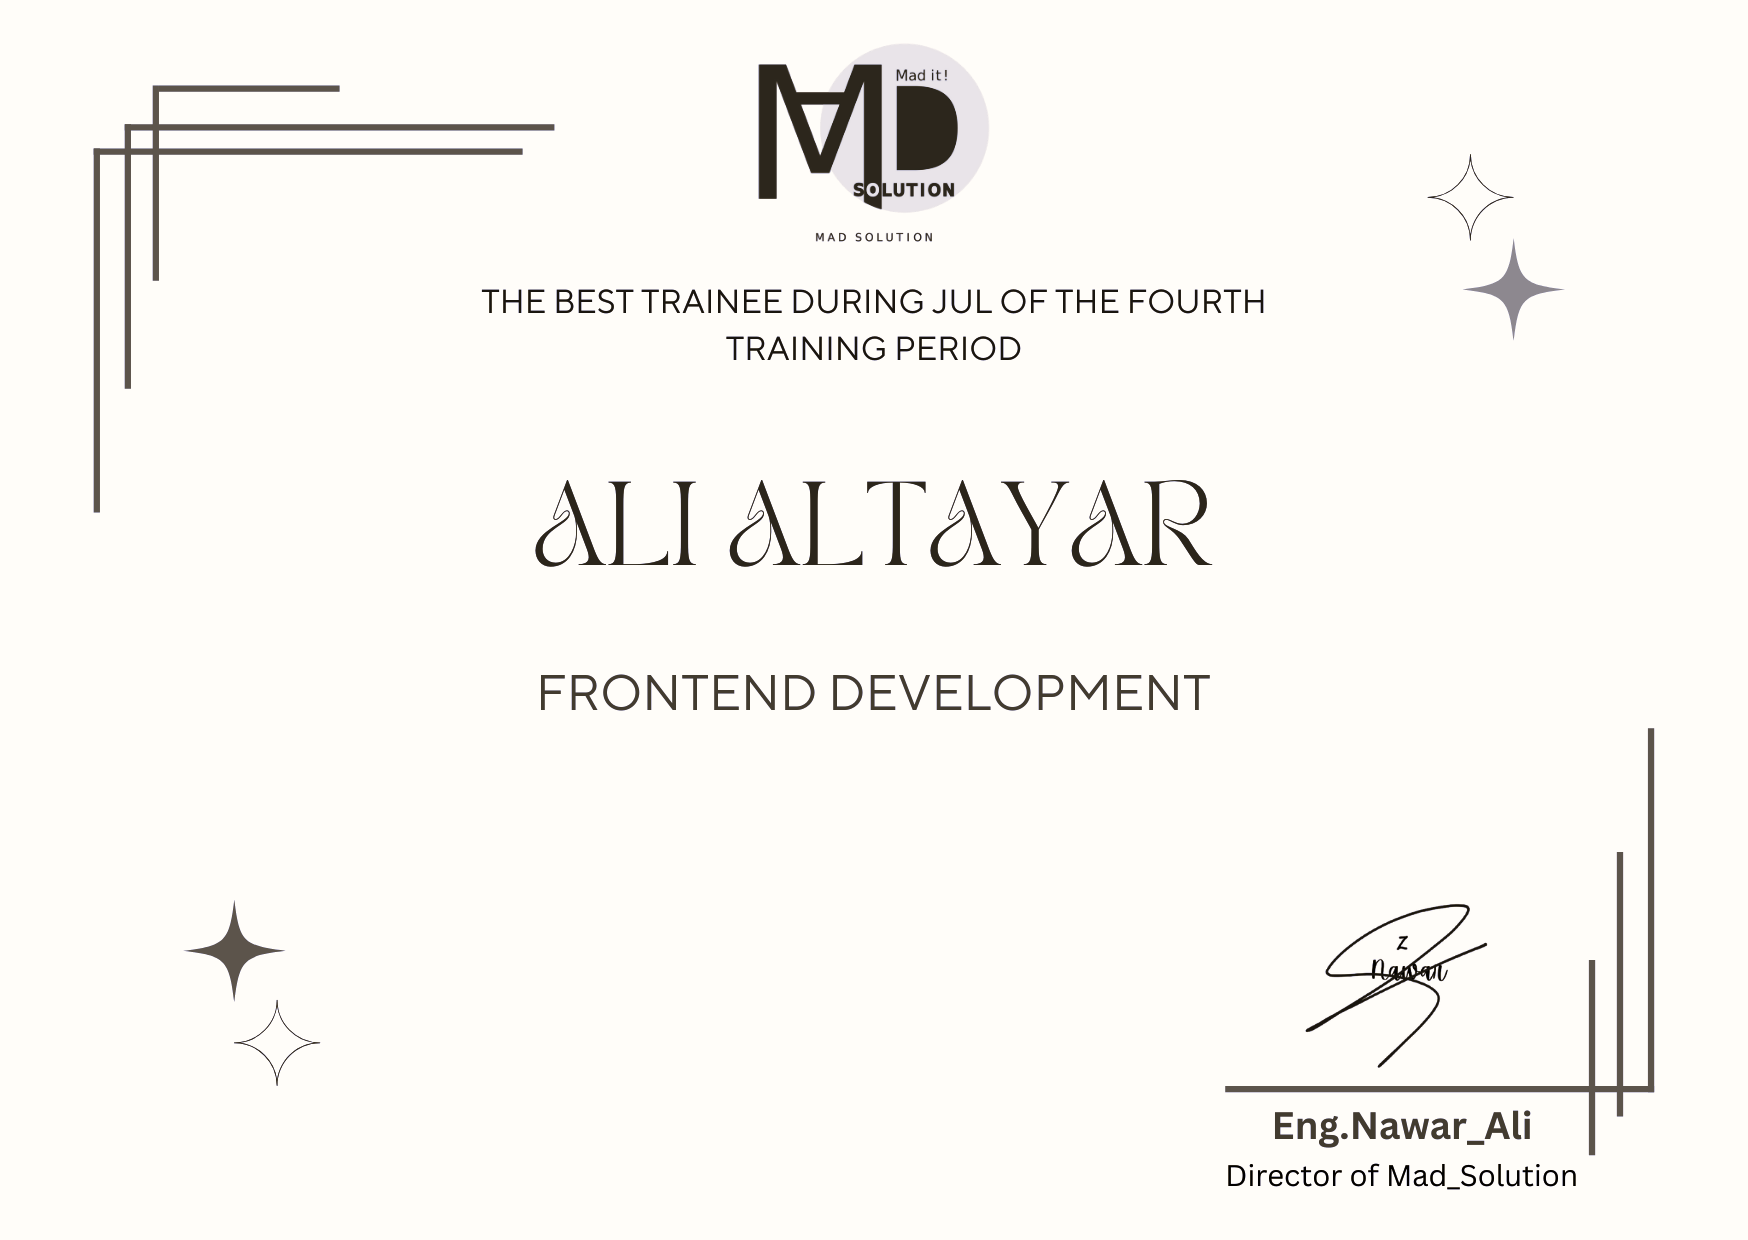 MAD
Mad it!
SOLUTION
MAD SOLUTION
THE BEST TRAINEE DURING JUL OF THE FOURTH
TRAINING PERIOD
ALI ALTAYAR
FRONTEND DEVELOPMENT
Z
Nawar
Eng.Nawar_Ali
Director of Mad_Solution